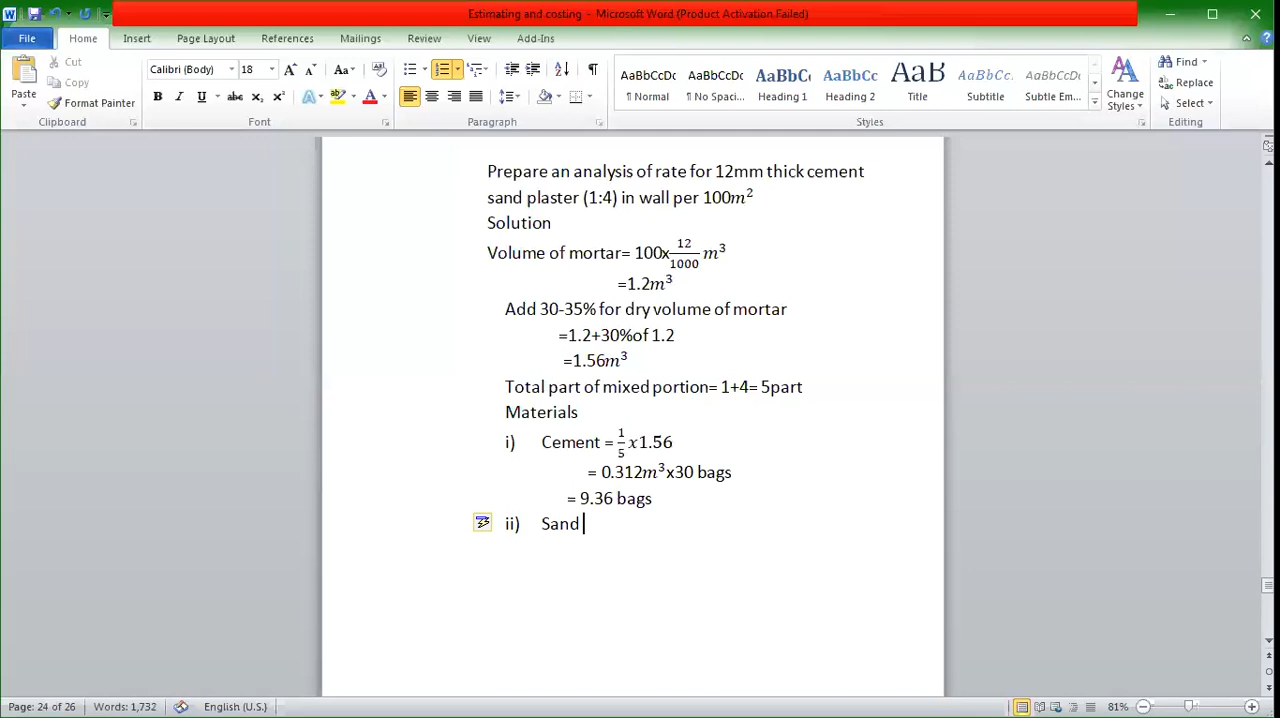 Estimating and costing - Microsoft Word (Product Activation Failed)
File Home Insert Page Layout References Mailings Review View Add-Ins
Cut
Copy
Format Painter
Paste
Clipboard
Calibri (Body) 18
Font
Paragraph
AaBbCcDc AaBbCcDc AaBbC AaBbCc AaB AaBbCcL AaBbCcDc
¶ Normal ¶ No Spaci... Heading 1 Heading 2 Title Subtitle Subtle Em...
Styles
Change Styles
Find
Replace
Select
Editing
Prepare an analysis of rate for 12mm thick cement
sand plaster (1:4) in wall per 100m²
Solution
Volume of mortar= 100x 12/1000 m³
=1.2m³
Add 30-35% for dry volume of mortar
=1.2+30%of 1.2
=1.56m³
Total part of mixed portion= 1+4= 5part
Materials
i) Cement = 1/5 x1.56
= 0.312m³x30 bags
= 9.36 bags
ii) Sand
Page: 24 of 26 Words: 1,732 English (U.S.) 81%